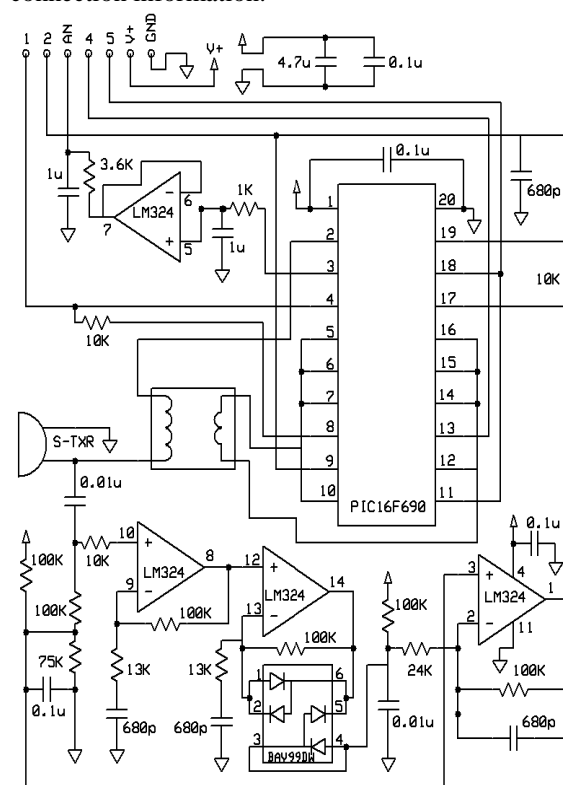 1 2 AN 4 5 V+ GND
V+
4.7u
0.1u
0.1u
680p
3.6K
1u
6
LM324
7
5
1K
1u
1
20
2
19
3
18
10K
4
17
10K
5
16
6
15
7
14
8
13
9
12
10
11
PIC16F690
S-TXR
0.01u
0.1u
100K
10K
10
8
LM324
9
12
14
LM324
13
3
4
1
LM324
2
11
100K
100K
100K
100K
24K
100K
75K
13K
13K
0.1u
680p
680p
1
6
2
5
3
4
BAV99DW
0.01u
680p